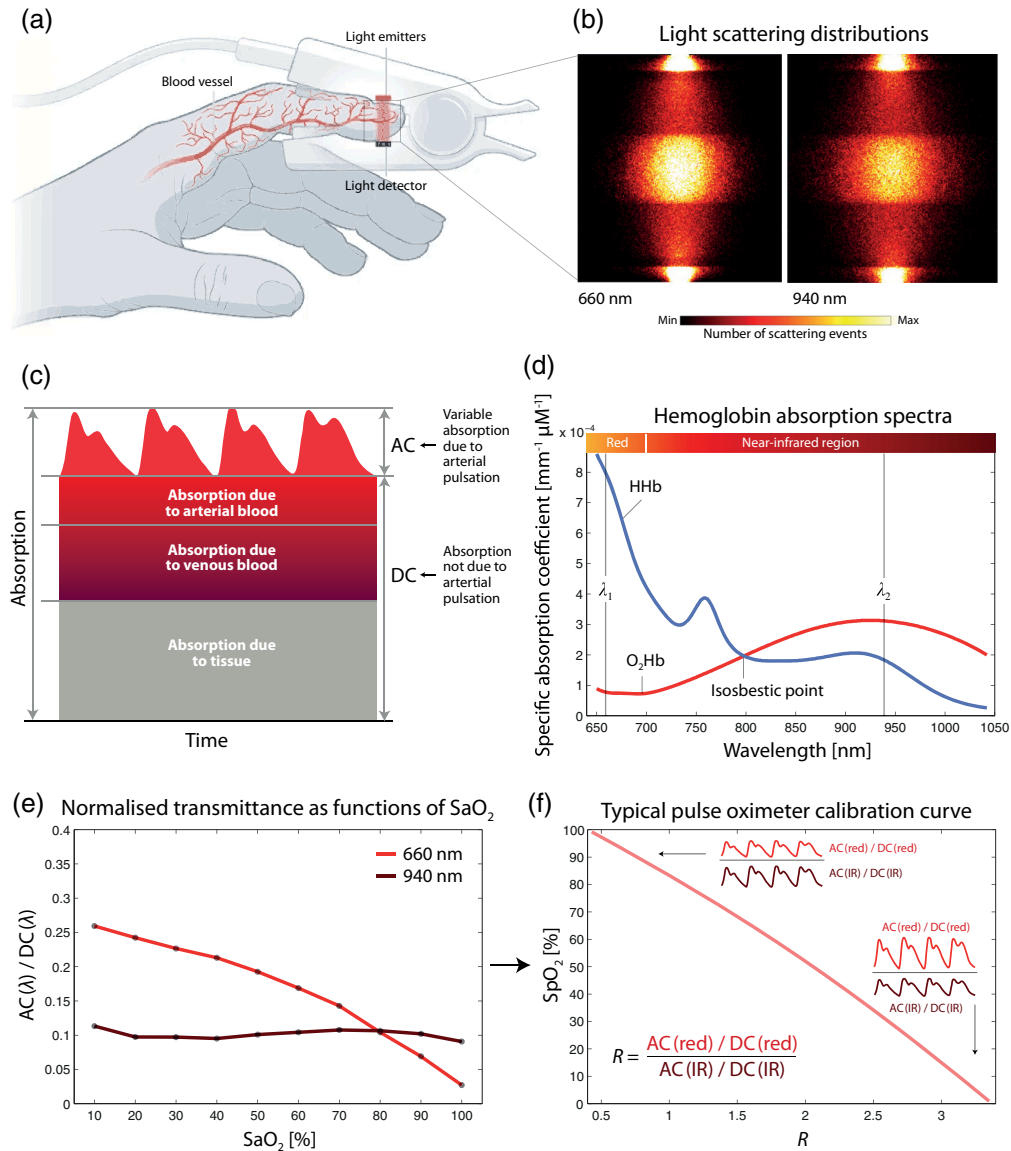 (a)
Light emitters
Blood vessel
Light detector
(b)
Light scattering distributions
660 nm
940 nm
Min
Max
Number of scattering events
(c)
Absorption
Variable
absorption
due to
arterial
pulsation
AC
Absorption due
to arterial blood
Absorption due
to venous blood
DC
Absorption
not due to
artertial
pulsation
Absorption due
to tissue
Time
(d)
Hemoglobin absorption spectra
Specific absorption coefficient [mm⁻¹ µM⁻¹]
x 10⁻⁴
Red
Near-infrared region
8
7
6
5
4
3
2
1
0
HHb
λ₁
λ₂
O₂Hb
Isosbestic point
650
700
750
800
850
900
950
1000
1050
Wavelength [nm]
(e)
Normalised transmittance as functions of SaO₂
AC(λ) / DC(λ)
0.4
0.35
0.3
0.25
0.2
0.15
0.1
0.05
0
660 nm
940 nm
10
20
30
40
50
60
70
80
90
100
SaO₂ [%]
(f)
Typical pulse oximeter calibration curve
SpO₂ [%]
100
90
80
70
60
50
40
30
20
10
0
AC(red) / DC(red)
AC(IR) / DC(IR)
AC(red) / DC(red)
AC(IR) / DC(IR)
R = AC(red) / DC(red)
AC(IR) / DC(IR)
0.5
1
1.5
2
2.5
3
R